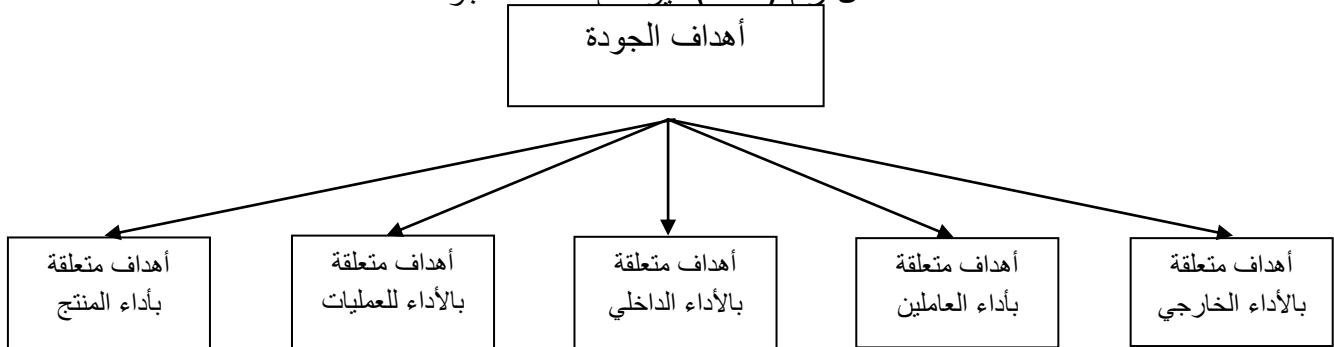 أهداف الجودة
أهداف متعلقة
بالأداء الخارجي
أهداف متعلقة
بأداء العاملين
أهداف متعلقة
بالأداء الداخلي
أهداف متعلقة
بالأداء للعمليات
أهداف متعلقة
بأداء المنتج